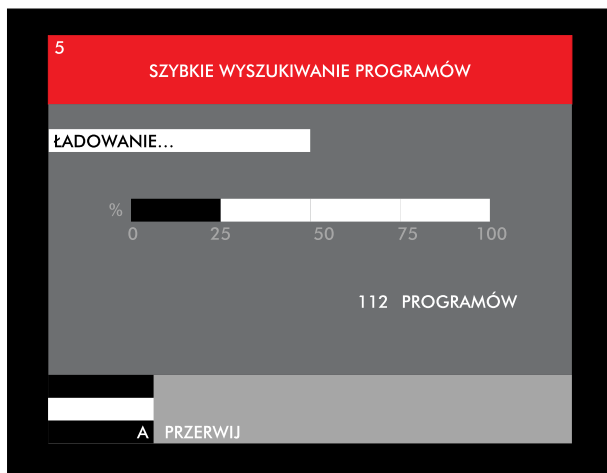 5
SZYBKIE WYSZUKIWANIE PROGRAMÓW
ŁADOWANIE...
%
0 25 50 75 100
112 PROGRAMÓW
A PRZERWIJ